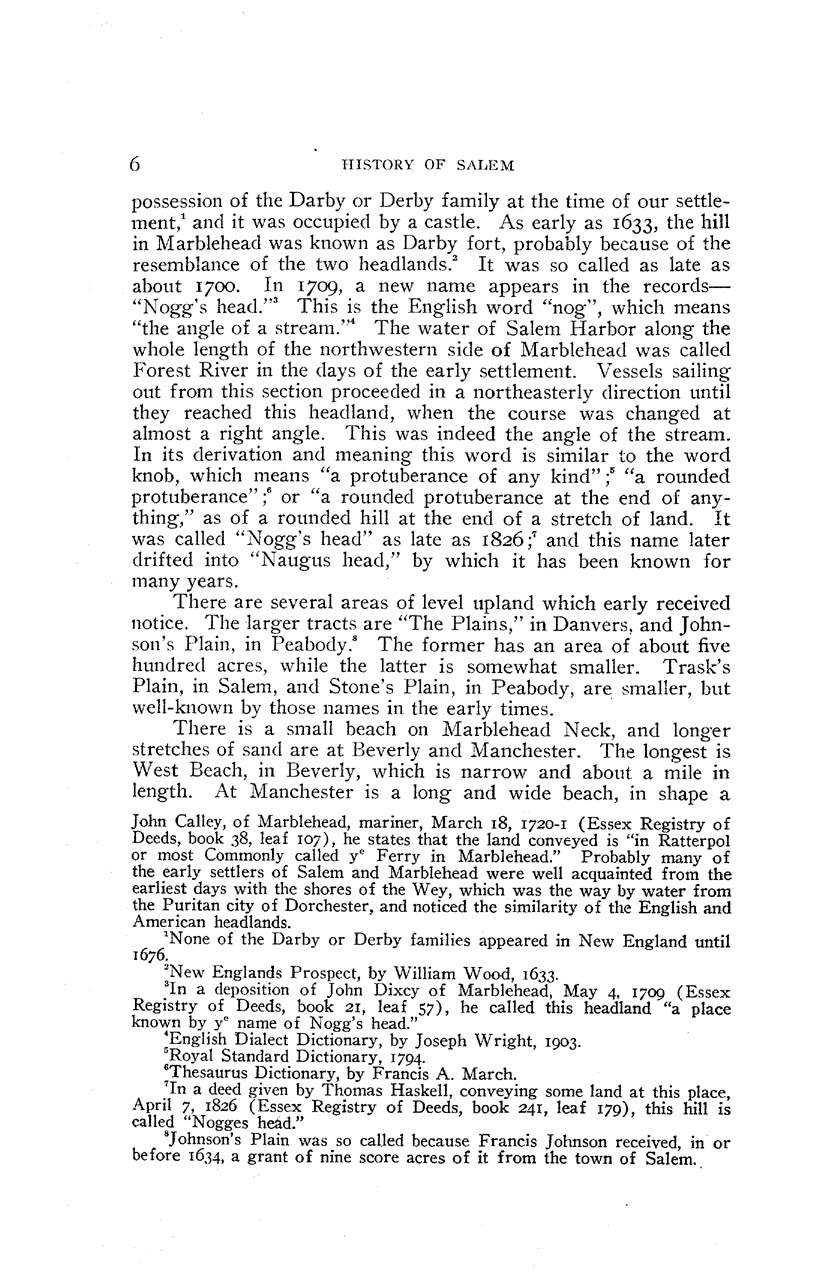 6 HISTORY OF SALEM
possession of the Darby or Derby family at the time of our settle-
ment,¹ and it was occupied by a castle. As early as 1633, the hill
in Marblehead was known as Darby fort, probably because of the
resemblance of the two headlands.² It was so called as late as
about 1700. In 1709, a new name appears in the records—
“Nogg’s head.”³ This is the English word “nog”, which means
“the angle of a stream.”⁴ The water of Salem Harbor along the
whole length of the northwestern side of Marblehead was called
Forest River in the days of the early settlement. Vessels sailing
out from this section proceeded in a northeasterly direction until
they reached this headland, when the course was changed at
almost a right angle. This was indeed the angle of the stream.
In its derivation and meaning this word is similar to the word
knob, which means “a protuberance of any kind”;⁵ “a rounded
protuberance”;⁶ or “a rounded protuberance at the end of any-
thing,” as of a rounded hill at the end of a stretch of land. It
was called “Nogg’s head” as late as 1826;⁷ and this name later
drifted into “Naugus head,” by which it has been known for
many years.
There are several areas of level upland which early received
notice. The larger tracts are “The Plains,” in Danvers, and John-
son’s Plain, in Peabody.⁸ The former has an area of about five
hundred acres, while the latter is somewhat smaller. Trask’s
Plain, in Salem, and Stone’s Plain, in Peabody, are smaller, but
well-known by those names in the early times.
There is a small beach on Marblehead Neck, and longer
stretches of sand are at Beverly and Manchester. The longest is
West Beach, in Beverly, which is narrow and about a mile in
length. At Manchester is a long and wide beach, in shape a
John Calley, of Marblehead, mariner, March 18, 1720-1 (Essex Registry of
Deeds, book 38, leaf 107), he states that the land conveyed is “in Ratterpol
or most Commonly called yᵉ Ferry in Marblehead.” Probably many of
the early settlers of Salem and Marblehead were well acquainted from the
earliest days with the shores of the Wey, which was the way by water from
the Puritan city of Dorchester, and noticed the similarity of the English and
American headlands.
¹None of the Darby or Derby families appeared in New England until
1676.
²New Englands Prospect, by William Wood, 1633.
³In a deposition of John Dixcy of Marblehead, May 4, 1709 (Essex
Registry of Deeds, book 21, leaf 57), he called this headland “a place
known by yᵉ name of Nogg’s head.”
⁴English Dialect Dictionary, by Joseph Wright, 1903.
⁵Royal Standard Dictionary, 1794.
⁶Thesaurus Dictionary, by Francis A. March.
⁷In a deed given by Thomas Haskell, conveying some land at this place,
April 7, 1826 (Essex Registry of Deeds, book 241, leaf 179), this hill is
called “Nogges head.”
⁸Johnson’s Plain was so called because Francis Johnson received, in or
before 1634, a grant of nine score acres of it from the town of Salem.